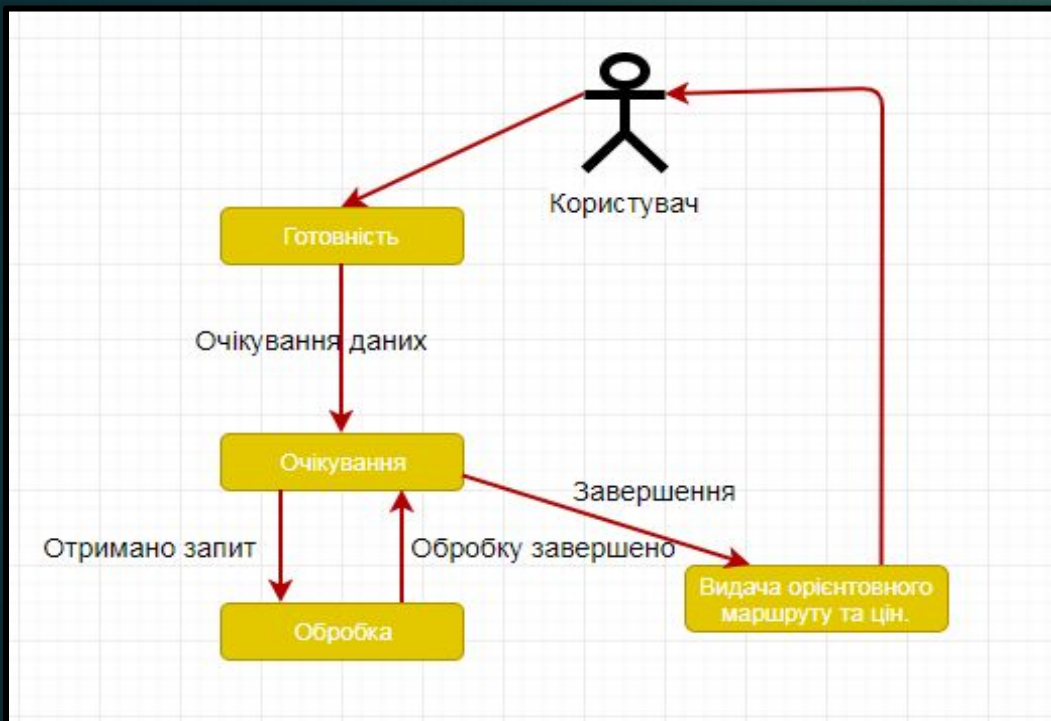 Користувач
Готовність
Очікування даних
Очікування
Завершення
Отримано запит
Обробку завершено
Видача орієнтовного
маршруту та цін.
Обробка